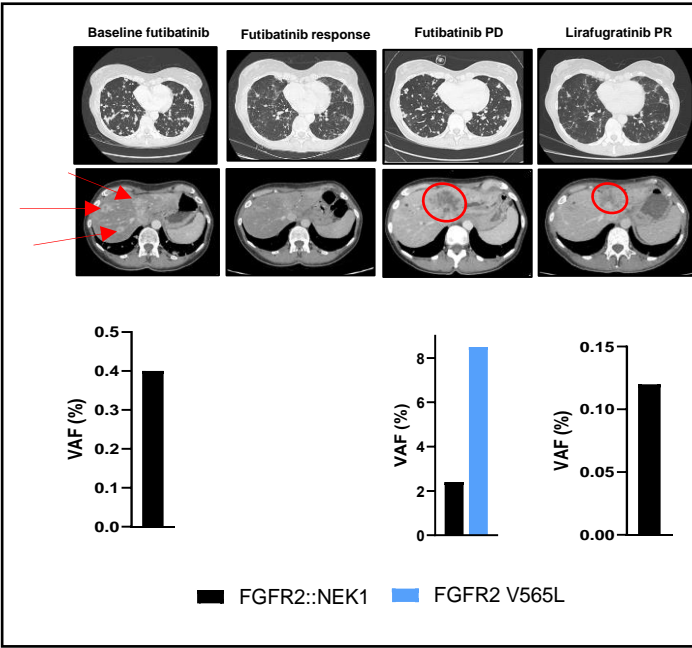 Baseline futibatinib
Futibatinib response
Futibatinib PD
Lirafugratinib PR
0.5
0.4
0.3
0.2
0.1
0.0
VAF (%)
8
6
4
2
0
VAF (%)
0.15
0.10
0.05
0.00
VAF (%)
FGFR2::NEK1
FGFR2 V565L